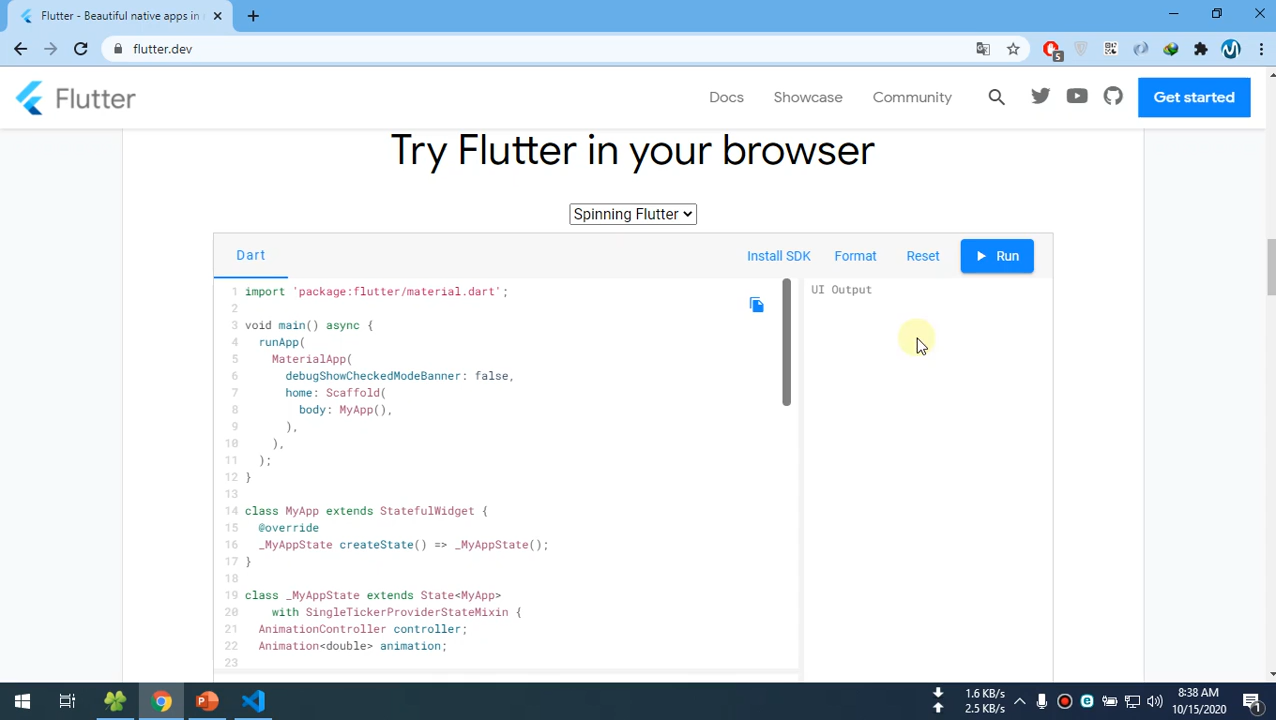 Flutter - Beautiful native apps in
flutter.dev
5
Flutter
Docs
Showcase
Community
Get started
Try Flutter in your browser
Spinning Flutter
Dart
Install SDK
Format
Reset
Run
1 import 'package:flutter/material.dart';
2
3 void main() async {
4 runApp(
5 MaterialApp(
6 debugShowCheckedModeBanner: false,
7 home: Scaffold(
8 body: MyApp(),
9 ),
10 ),
11 );
12 }
13
14 class MyApp extends StatefulWidget {
15 @override
16 _MyAppState createState() => _MyAppState();
17 }
18
19 class _MyAppState extends State<MyApp>
20 with SingleTickerProviderStateMixin {
21 AnimationController controller;
22 Animation<double> animation;
23
UI Output
1.6 KB/s
2.5 KB/s
8:38 AM
10/15/2020
1